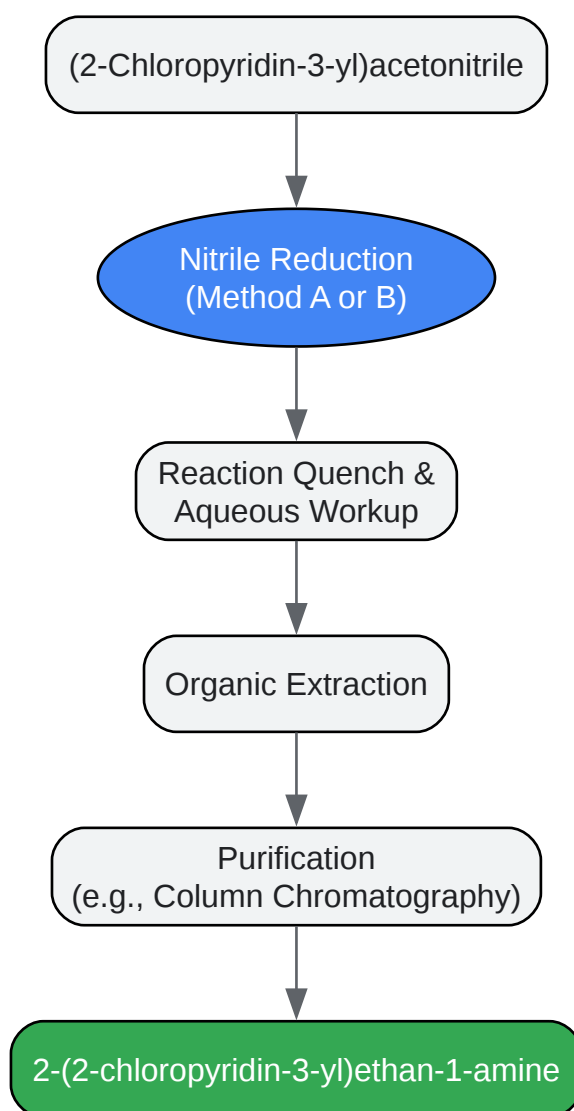 (2-Chloropyridin-3-yl)acetonitrile
Nitrile Reduction
(Method A or B)
Reaction Quench &
Aqueous Workup
Organic Extraction
Purification
(e.g., Column Chromatography)
2-(2-chloropyridin-3-yl)ethan-1-amine